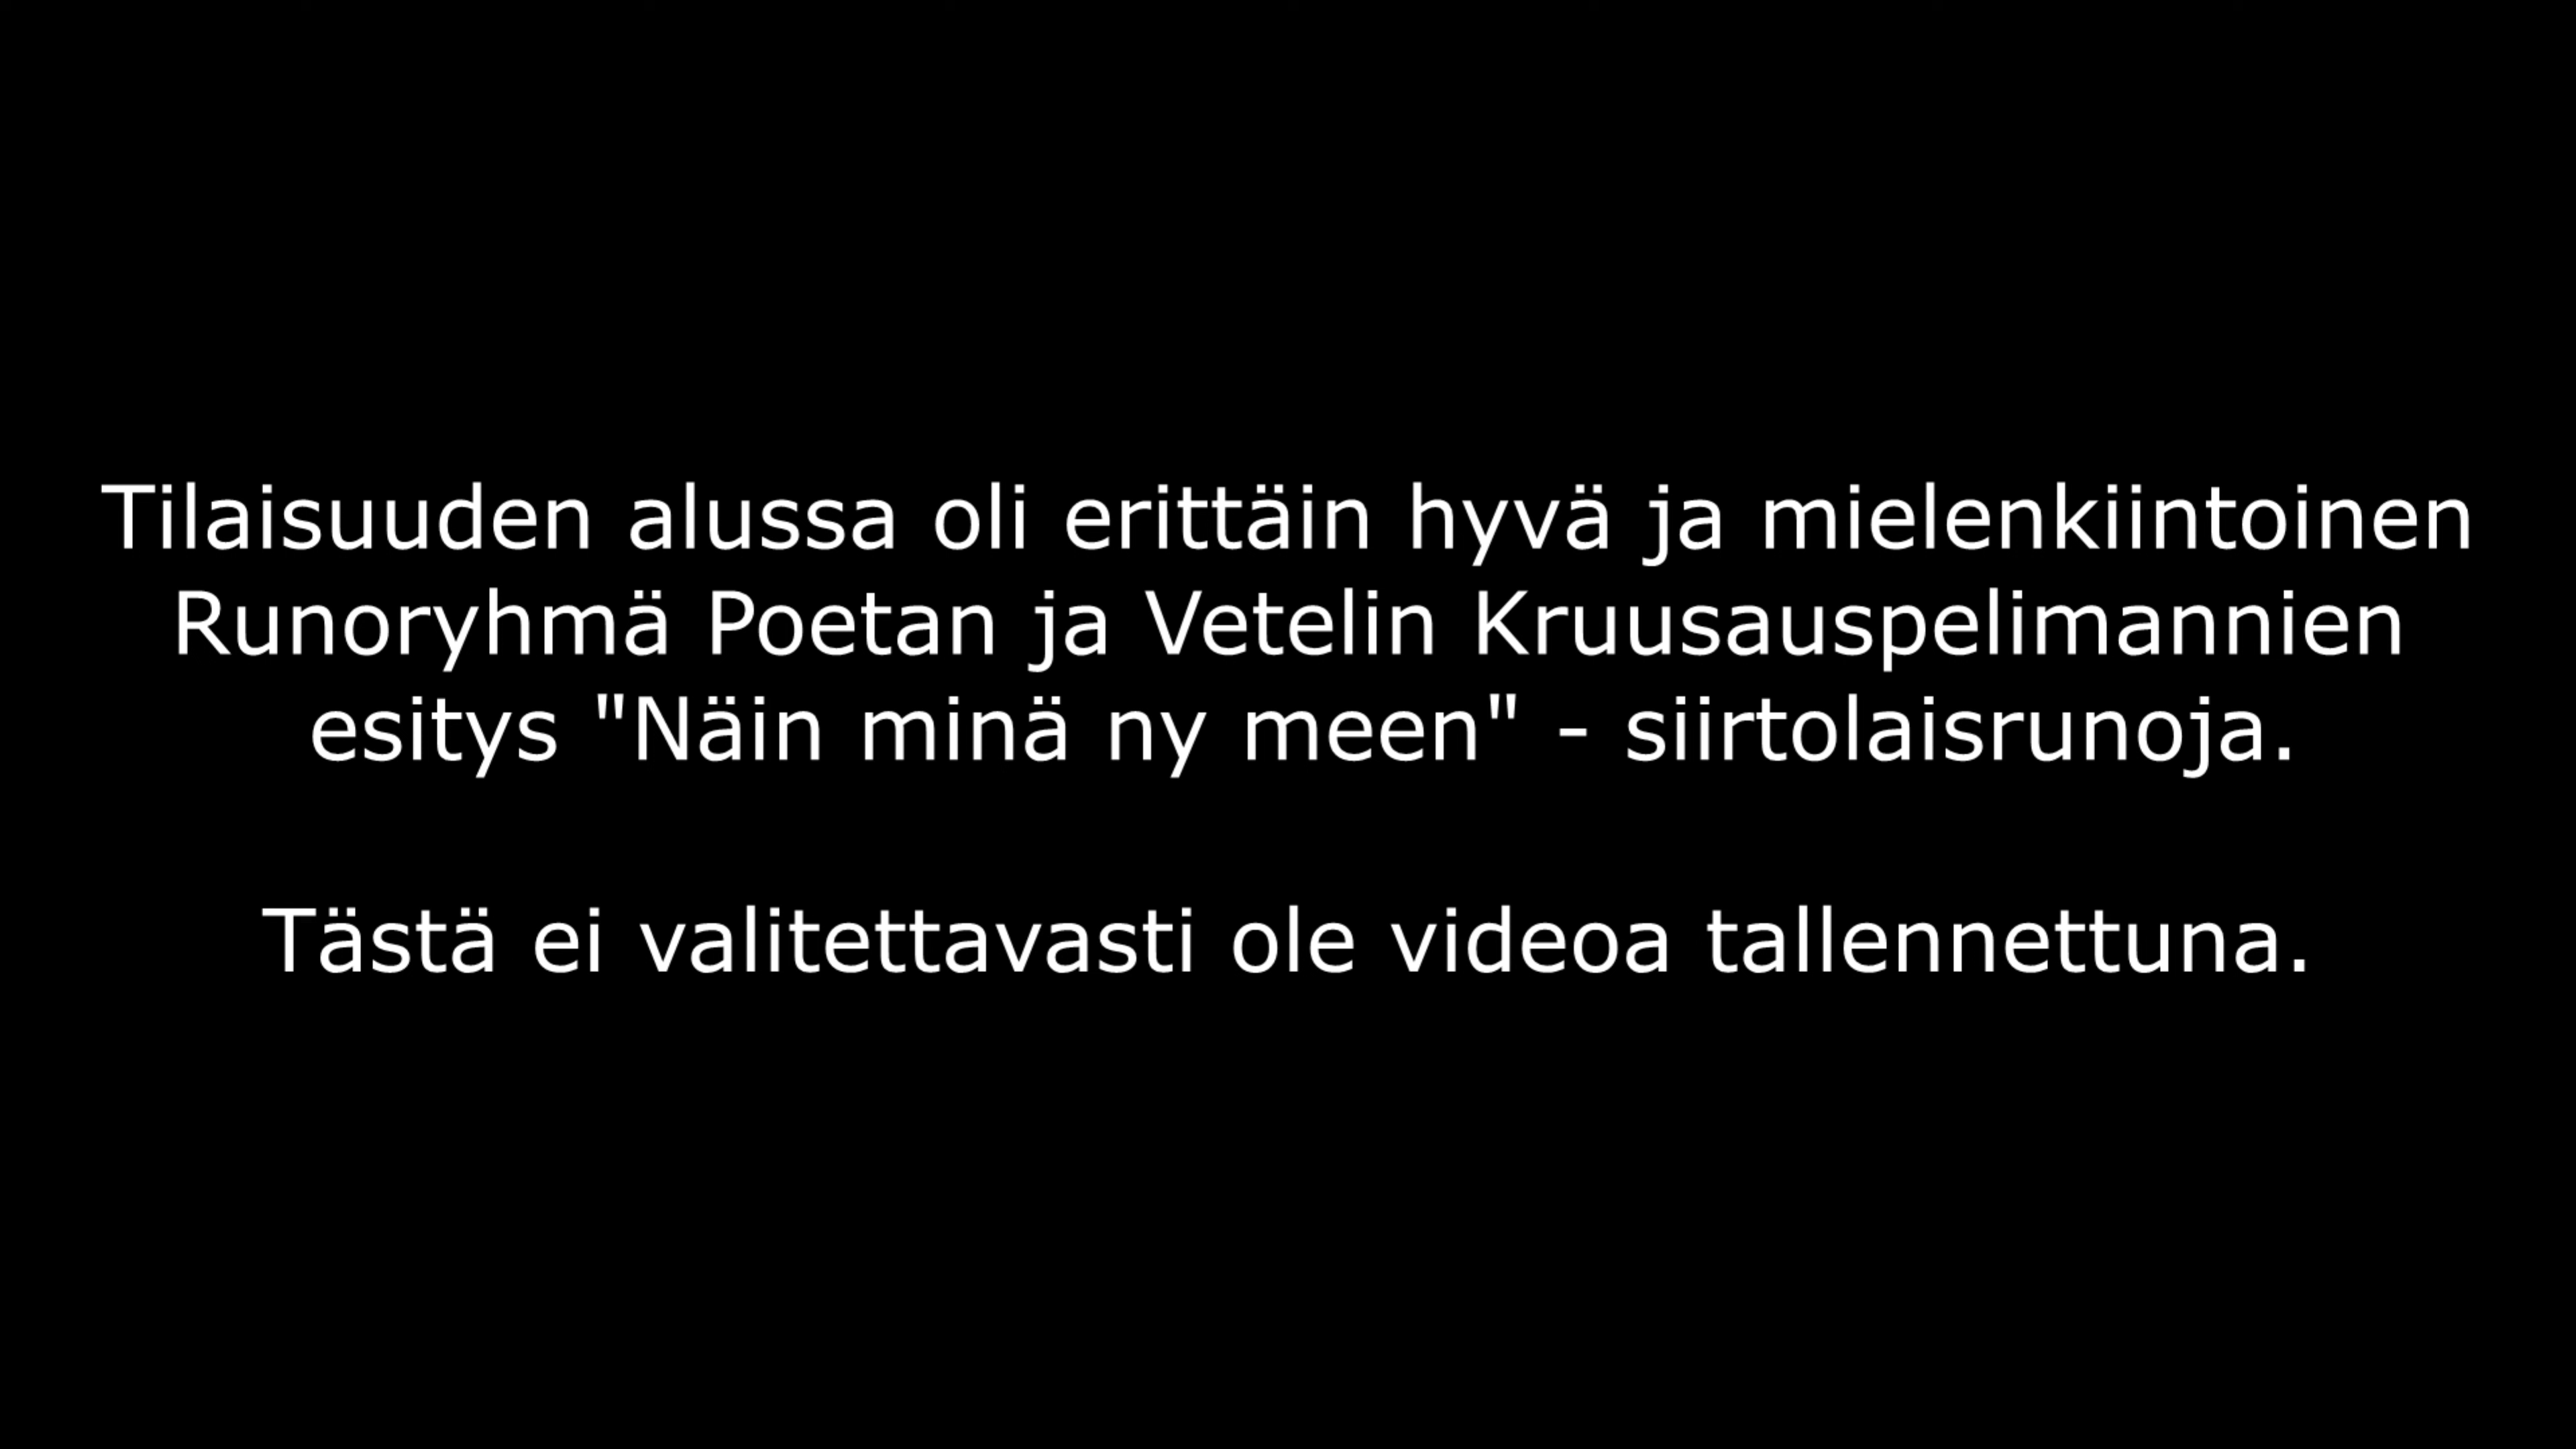 Tilaisuuden alussa oli erittäin hyvä ja mielenkiintoinen
Runoryhmä Poetan ja Vetelin Kruusauspelimannien
esitys "Näin minä ny meen" - siirtolaisrunoja.
Tästä ei valitettavasti ole videoa tallennettuna.